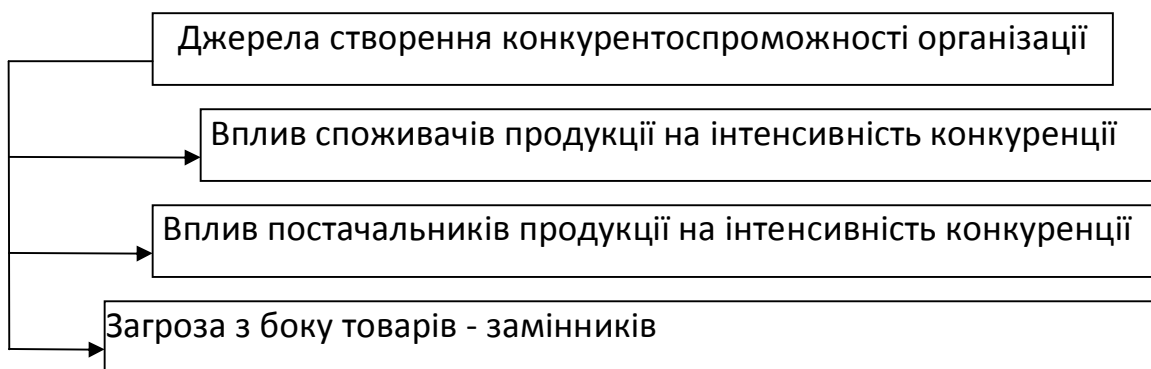 Джерела створення конкурентоспроможності організації
Вплив споживачів продукції на інтенсивність конкуренції
Вплив постачальників продукції на інтенсивність конкуренції
Загроза з боку товарів - замінників